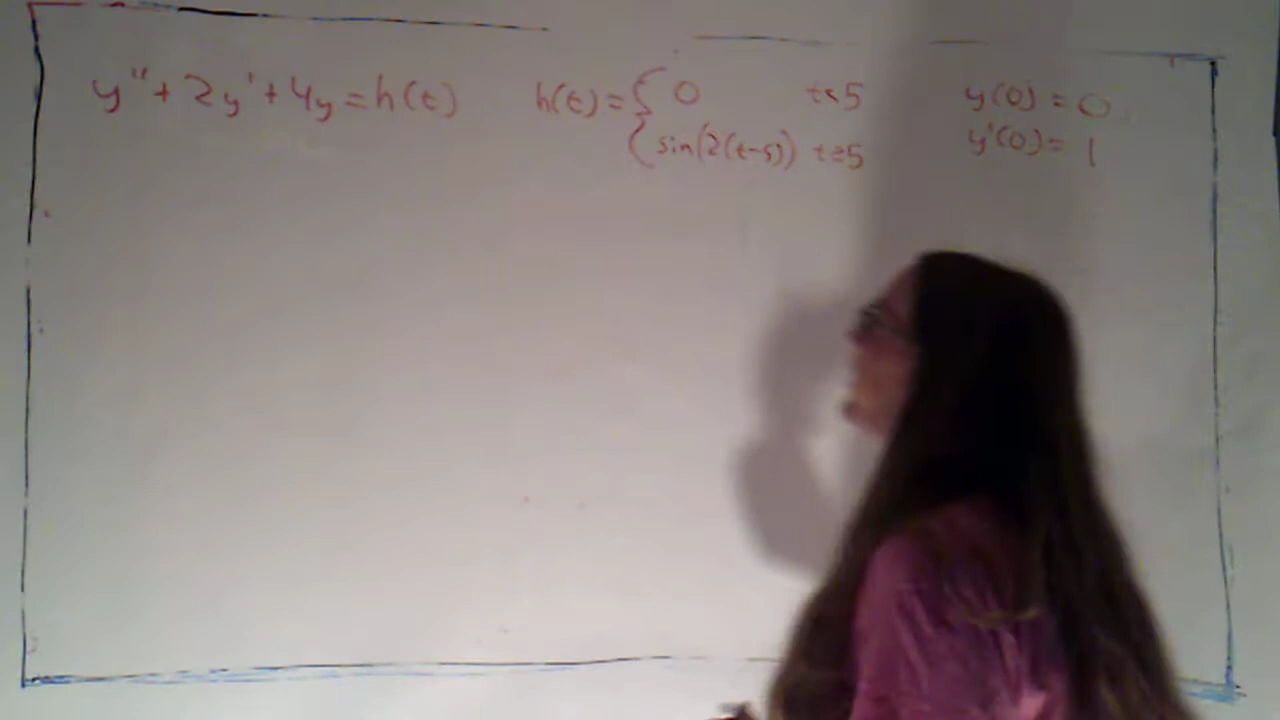 y" + 2y' + 4y = h(t) h(t) = { 0 t<5 y(0) = 0
sin(2(t-5)) t≥5 y'(0) = 1